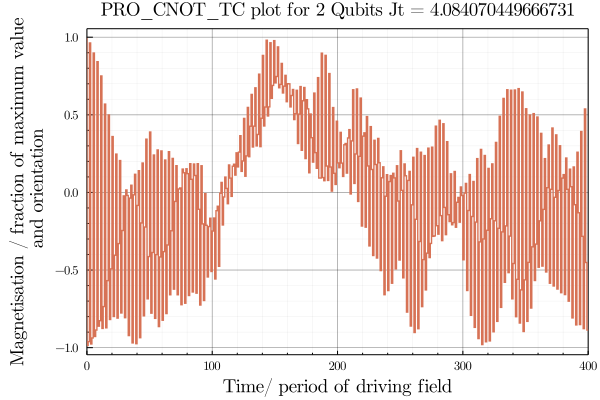 PRO_CNOT_TC plot for 2 Qubits Jt = 4.084070449666731
Magnetisation / fraction of maximum value
and orientation
1.0
0.5
0.0
−0.5
−1.0
0 100 200 300 400
Time/ period of driving field